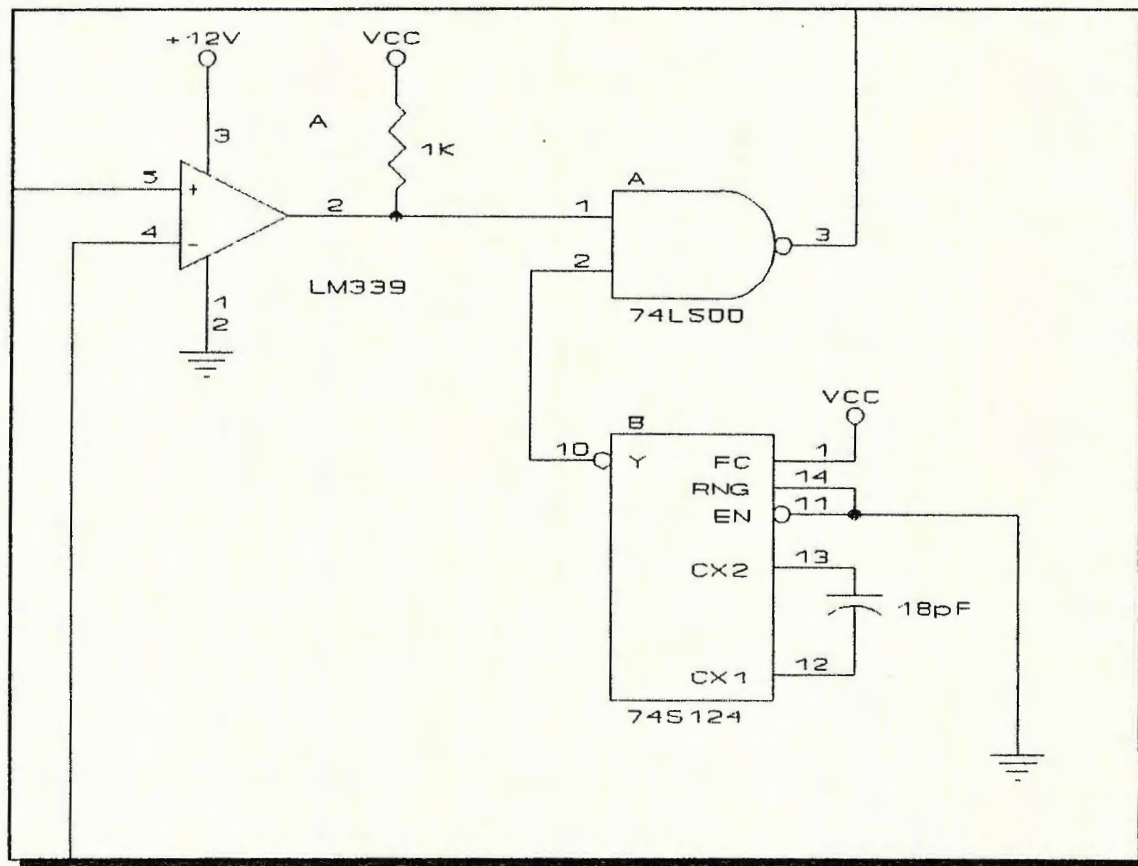 +12V
VCC
3
A
1K
5
+
2
1
A
3
4
-
2
LM339
1
2
74LS00
VCC
B
10
Y
FC
1
RNG
14
EN
11
CX2
13
18pF
CX1
12
74S124